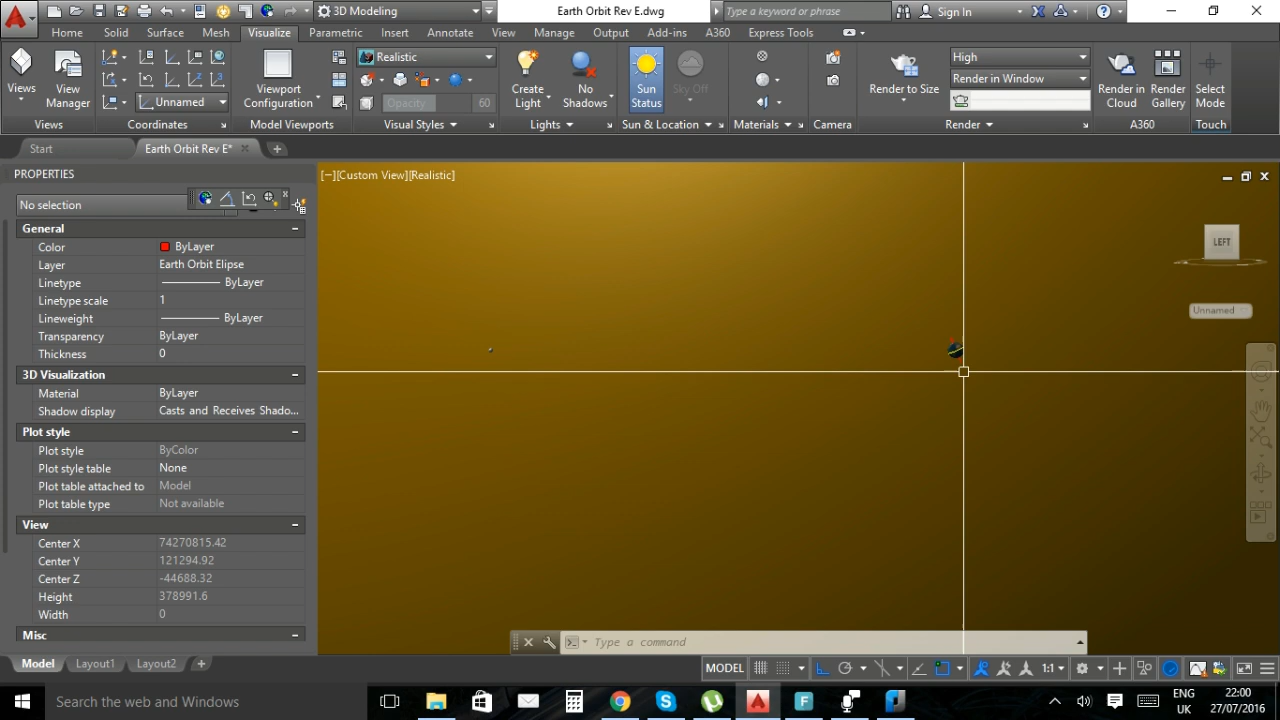 3D Modeling
Earth Orbit Rev E.dwg
Type a keyword or phrase
Sign In
Home Solid Surface Mesh Visualize Parametric Insert Annotate View Manage Output Add-ins A360 Express Tools
Views
View Manager
Views
Unnamed
Coordinates
Viewport Configuration
Model Viewports
Realistic
Opacity 60
Visual Styles
Create Light
No Shadows
Lights
Sun Status
Sky Off
Sun & Location
Materials
Camera
Render to Size
High
Render in Window
Render
Render in Cloud
Render Gallery
A360
Select Mode
Touch
Start
Earth Orbit Rev E*
PROPERTIES
No selection
General
Color ByLayer
Layer Earth Orbit Elipse
Linetype ByLayer
Linetype scale 1
Lineweight ByLayer
Transparency ByLayer
Thickness 0
3D Visualization
Material ByLayer
Shadow display Casts and Receives Shado...
Plot style
Plot style ByColor
Plot style table None
Plot table attached to Model
Plot table type Not available
View
Center X 74270815.42
Center Y 121294.92
Center Z -44688.32
Height 378991.6
Width 0
Misc
[−][Custom View][Realistic]
LEFT
Unnamed
Type a command
Model Layout1 Layout2
MODEL
1:1
Search the web and Windows
ENG
UK
22:00
27/07/2016